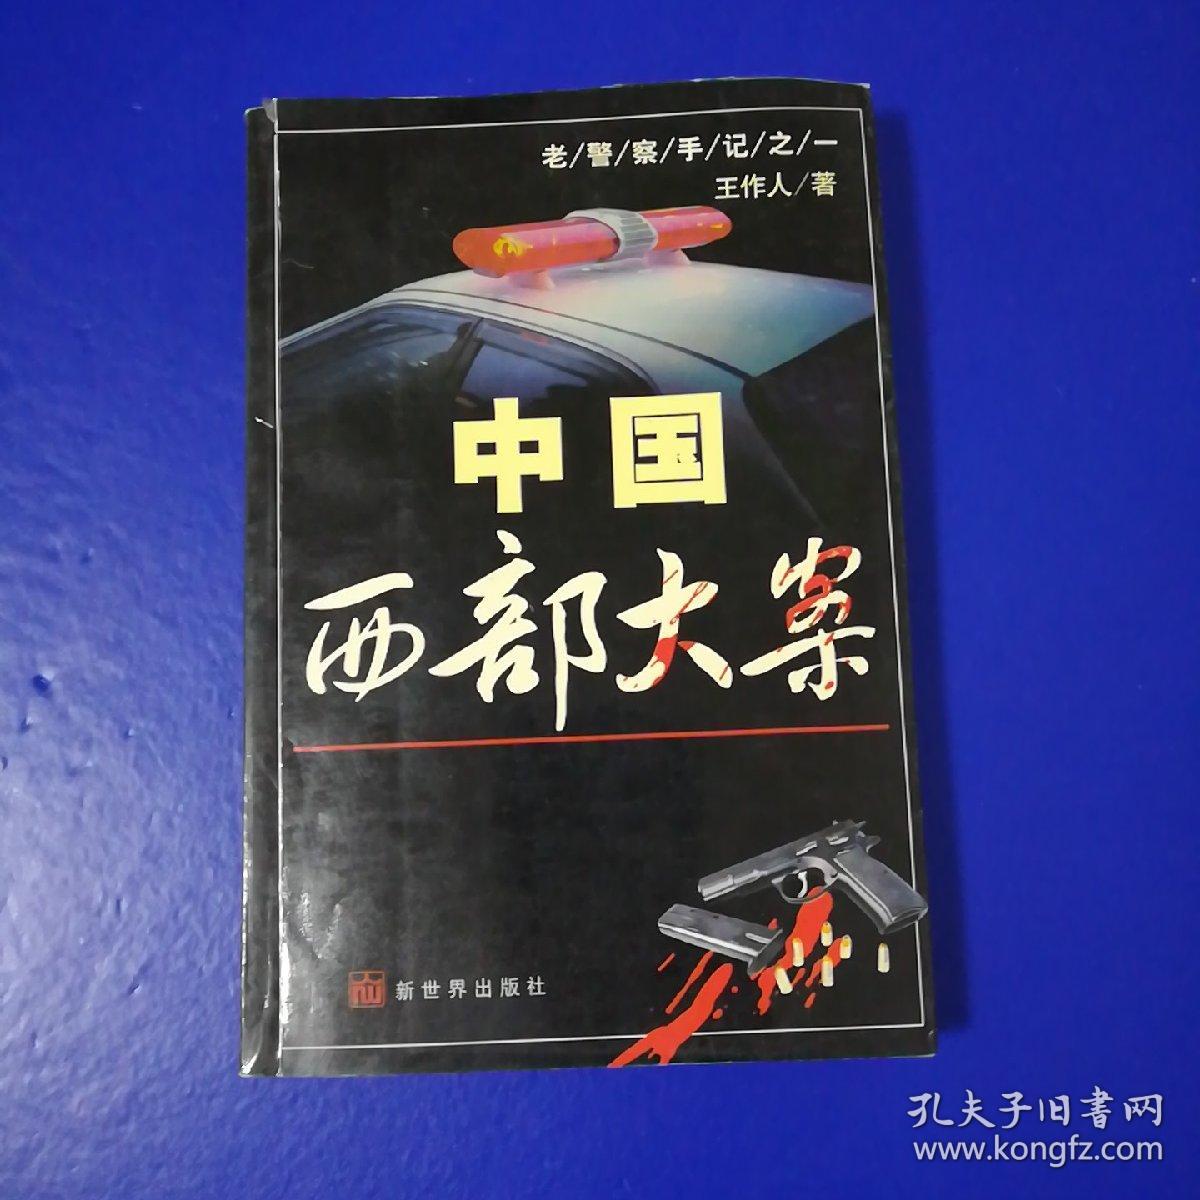 老/警/察/手/记/之/一
王作人/著
中国
西部大案
新世界出版社
孔夫子旧书网
www.kongfz.com